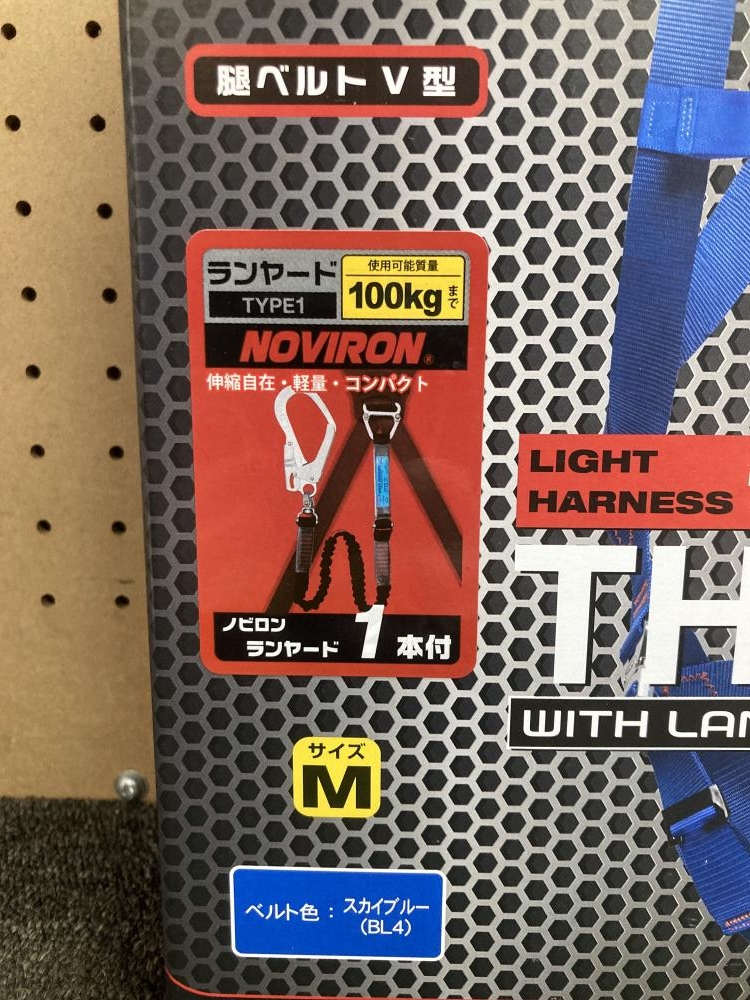 腿ベルトV型
ランヤード
TYPE1
使用可能質量
100kgまで
NOVIRON®
伸縮自在・軽量・コンパクト
ノビロン
ランヤード 1本付
LIGHT
HARNESS
TH
WITH LAN
サイズ
M
ベルト色：スカイブルー
(BL4)